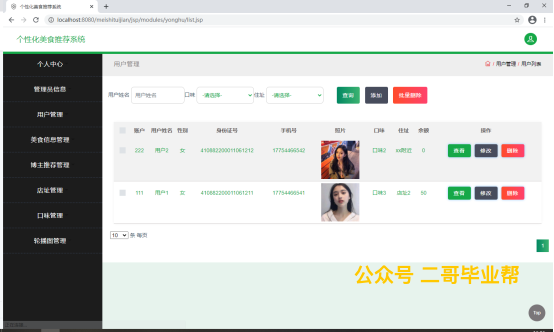 个性化美食推荐系统
localhost:8080/meishituijian/jsp/modules/yonghu/list.jsp
个性化美食推荐系统
个人中心
管理员信息
用户管理
美食信息管理
博主推荐管理
店址管理
口味管理
轮播图管理
用户管理
/ 用户管理 / 用户列表
用户姓名 用户姓名 口味 -请选择- 住址 -请选择- 查询 添加 批量删除
账户 用户姓名 性别 身份证号 手机号 照片 口味 住址 余额 操作
222 用户2 女 410882200011061212 17754466542 口味2 0 查看 修改 删除
111 用户1 女 410882200011061211 17754466541 口味3 店址2 50 查看 修改 删除
10 条 每页
1
公众号 二哥毕业帮
Top